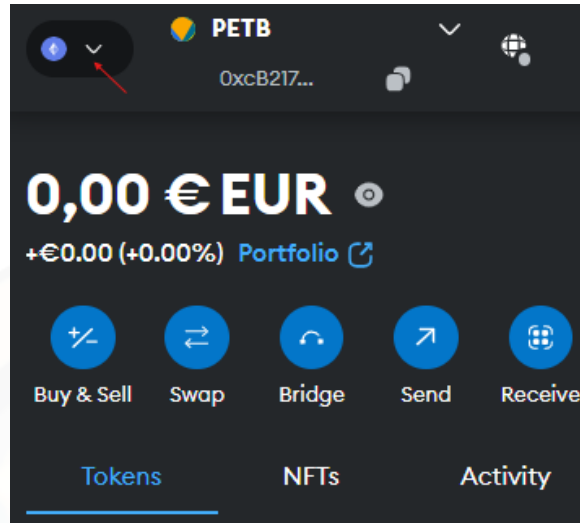 PETB
0xcB217...
0,00 € EUR
+€0.00 (+0.00%) Portfolio
Buy & Sell Swap Bridge Send Receive
Tokens NFTs Activity